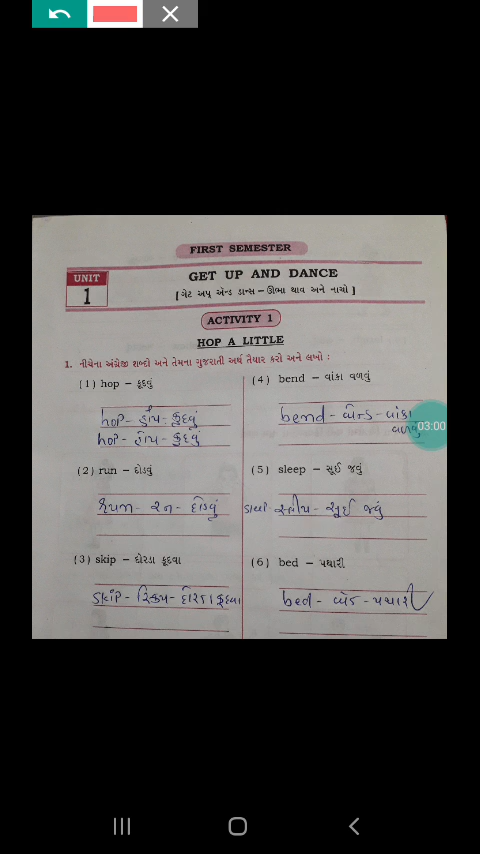 FIRST SEMESTER
UNIT
1
GET UP AND DANCE
[ ગેટ અપ્ ઍન્ડ ડાન્સ – ઊભા થાવ અને નાચો ]
ACTIVITY 1
HOP A LITTLE
1. નીચેના અંગ્રેજી શબ્દો અને તેમના ગુજરાતી અર્થ તૈયાર કરો અને લખો :
(1) hop – કૂદવું
hop - હોપ - કુદવું
hop - હોપ - કુદવું
(2) run – દોડવું
run - રન - દોડવું
(3) skip – દોરડા કૂદવા
skip - સ્કિપ - દોરડા કૂદવા
(4) bend – વાંકા વળવું
bend - બેન્ડ - વાંકા
વળવું
03:00
(5) sleep – સૂઈ જવું
સ્લીપ - સૂઈ જવું
(6) bed – પથારી
bed - બેડ - પથારી